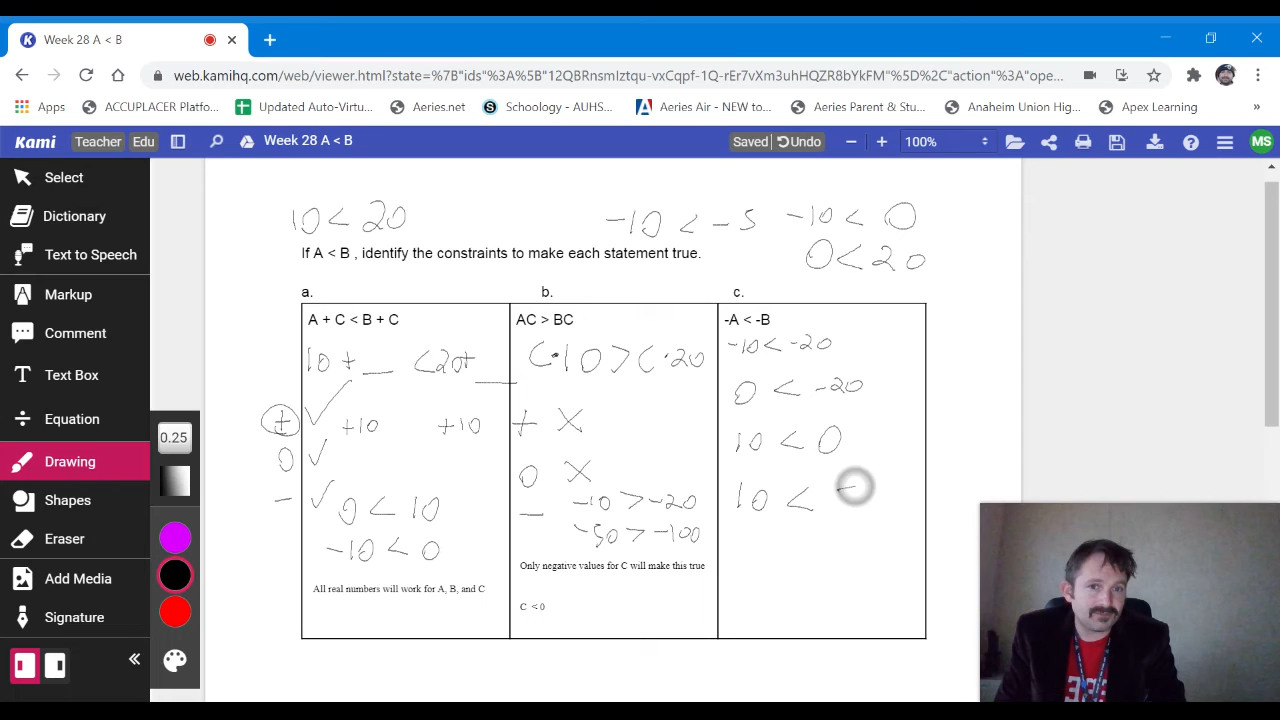 Week 28 A < B
web.kamihq.com/web/viewer.html?state=%7B"ids"%3A%5B"12QBRnsmIztqu-vxCqpf-1Q-rEr7vXm3uhHQZR8bYkFM"%5D%2C"action"%3A"ope...
Apps ACCUPLACER Platfo... Updated Auto-Virtu... Aeries.net Schoology - AUHS... Aeries Air - NEW to... Aeries Parent & Stu... Anaheim Union Hig... Apex Learning »
Kami Teacher Edu Week 28 A < B Saved Undo 100% MS
Select
Dictionary
Text to Speech
Markup
Comment
Text Box
Equation
0.25
Drawing
Shapes
Eraser
Add Media
Signature
10 < 20 -10 < -5 -10 < 0
0 < 20
If A < B , identify the constraints to make each statement true.
a. b. c.
A + C < B + C
10 + __ < 20 + __
+ ✓ +10 +10
0 ✓
- ✓ 0 < 10
-10 < 0
All real numbers will work for A, B, and C
AC > BC
C · 10 > C · 20
+ X
0 X
- -10 > -20
-50 > -100
Only negative values for C will make this true
C < 0
-A < -B
-10 < -20
0 < -20
10 < 0
10 < -